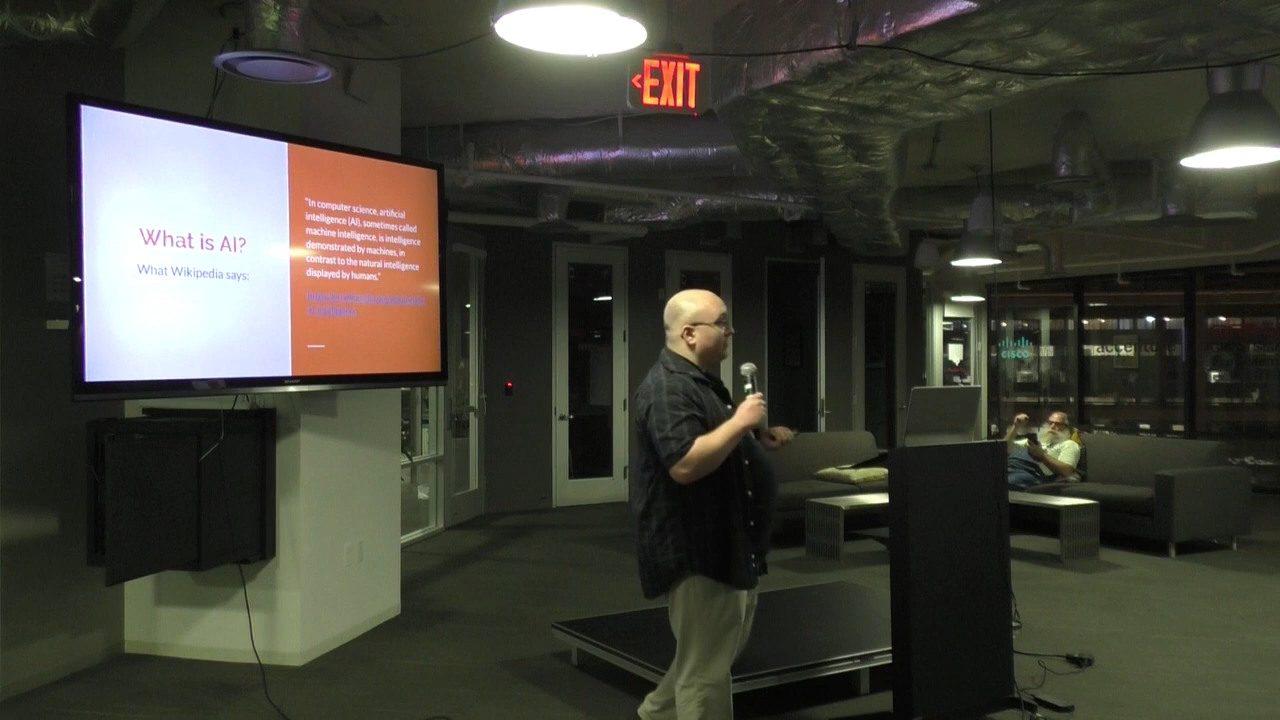 <EXIT
What is AI?
What Wikipedia says:
"In computer science, artificial
intelligence (AI), sometimes called
machine intelligence, is intelligence
demonstrated by machines, in
contrast to the natural intelligence
displayed by humans."
SHARP
cisco